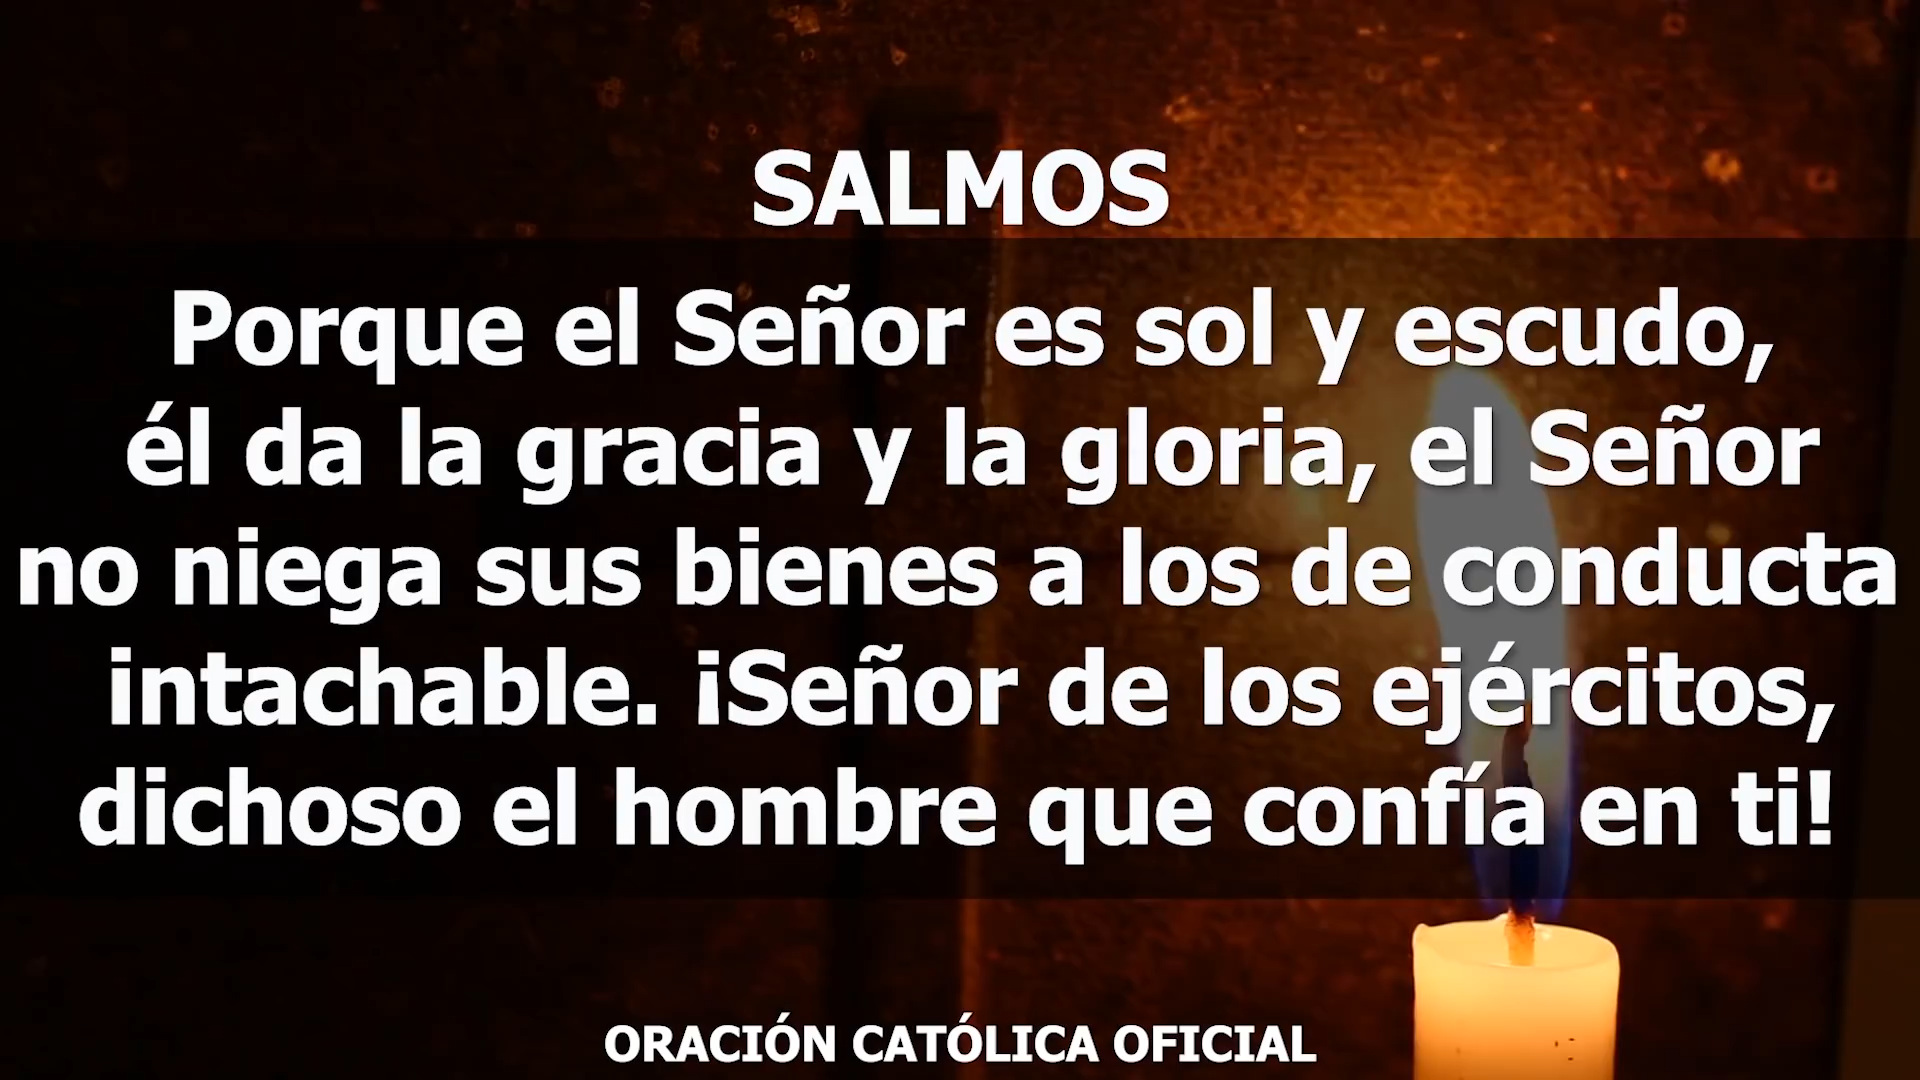 SALMOS
Porque el Señor es sol y escudo,
él da la gracia y la gloria, el Señor
no niega sus bienes a los de conducta
intachable. ¡Señor de los ejércitos,
dichoso el hombre que confía en ti!
ORACIÓN CATÓLICA OFICIAL